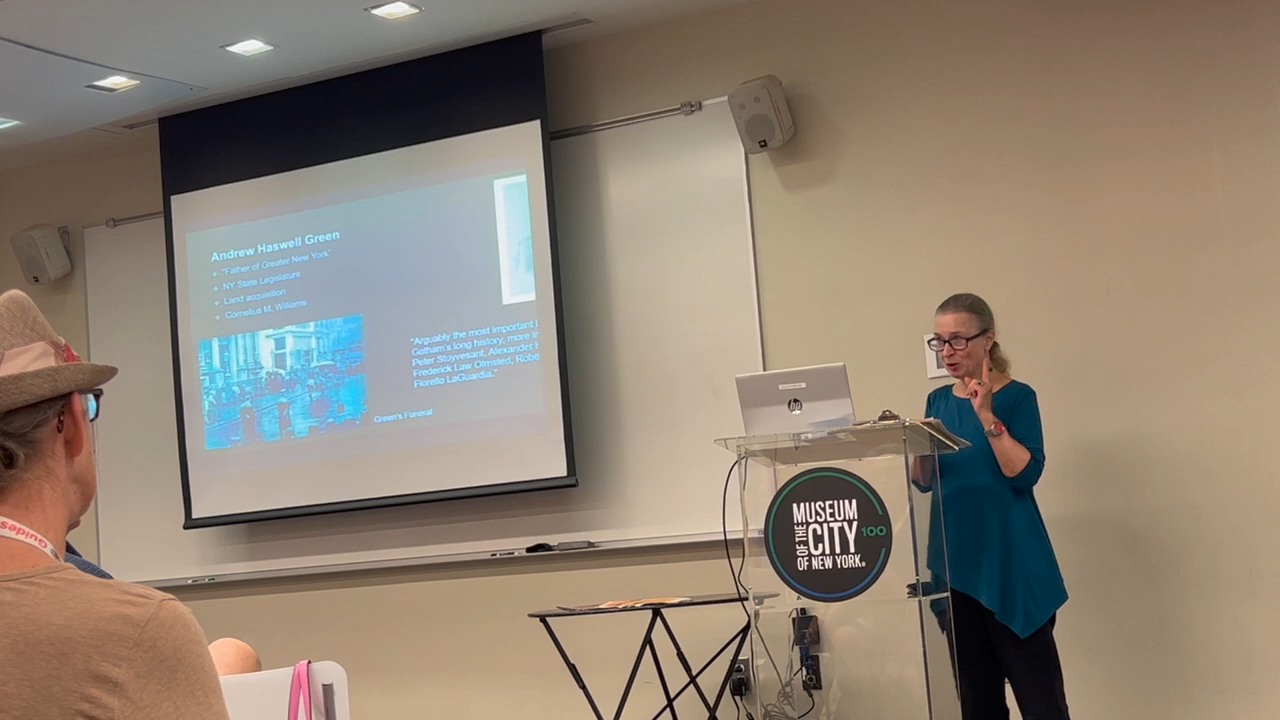 Andrew Haswell Green
"Father of Greater New York"
NY State Legislature
Land acquisition
Cornelius M. Williams
"Arguably the most important
Gotham's long history, more
Peter Stuyvesant, Alexander
Frederick Law Olmsted,
Fiorello LaGuardia."
Green's Funeral
hp
MUSEUM
OF THE
CITY
OF NEW YORK
100
Guides